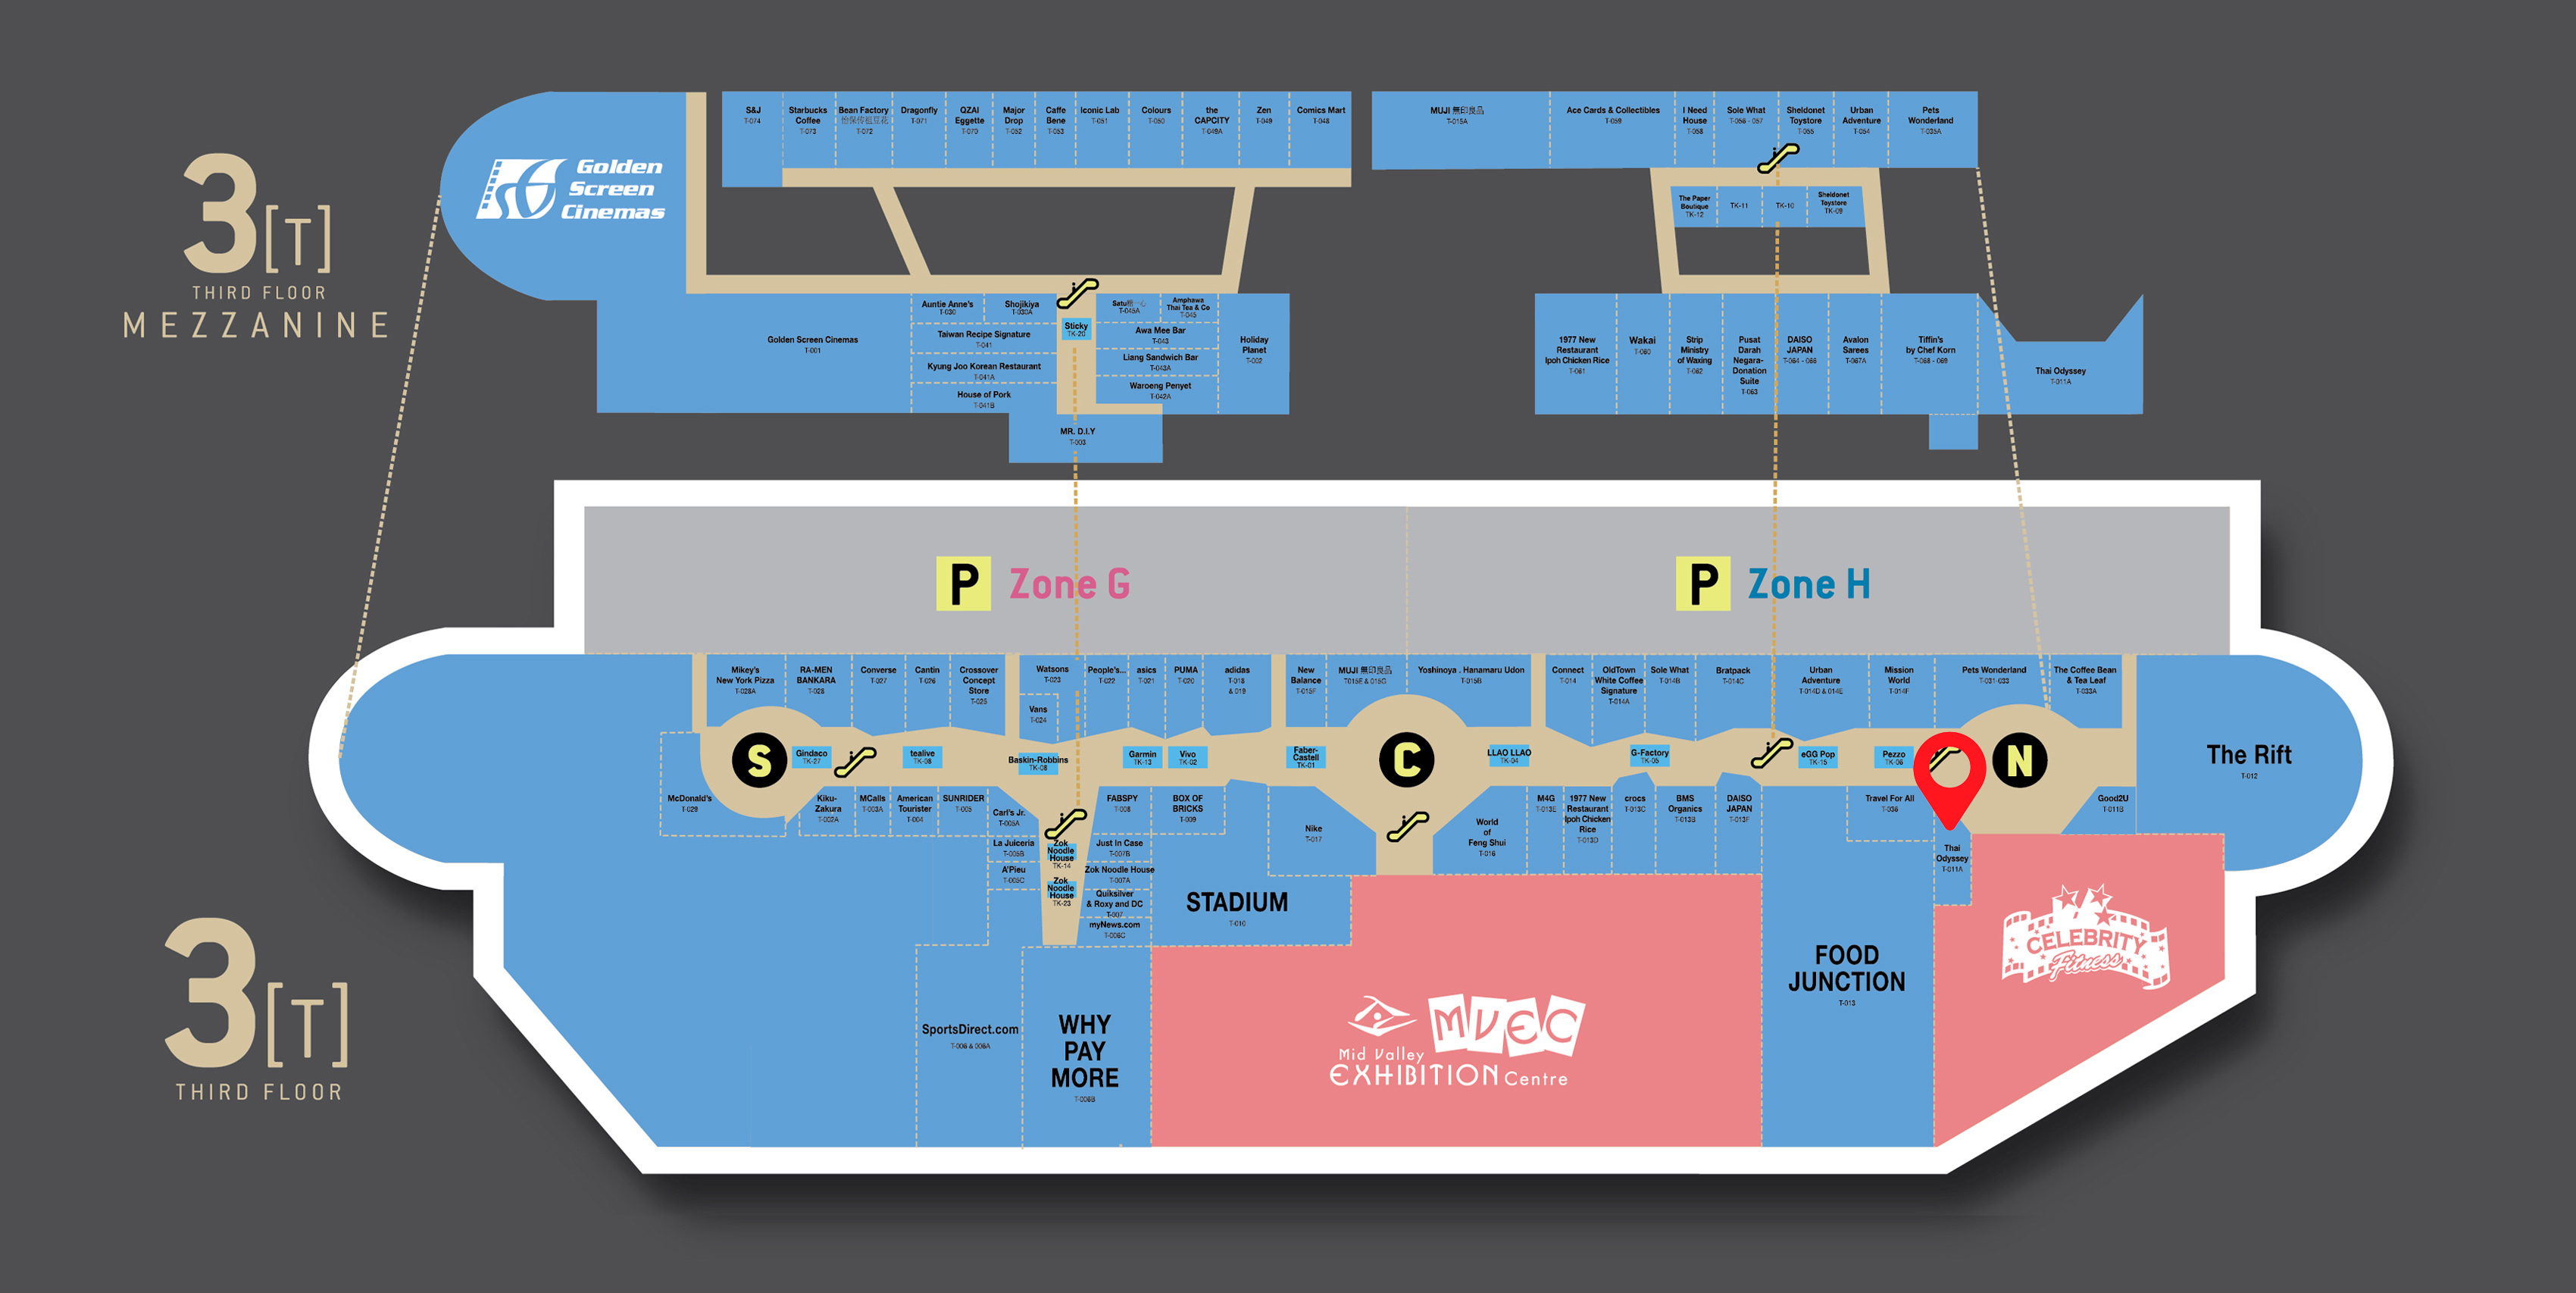 3[T]
THIRD FLOOR
MEZZANINE
Golden
Screen
Cinemas
S&J
T-074
Starbucks
Coffee
T-073
Bean Factory
T-072
Dragonfly
T-071
QZAI
Eggette
T-070
Major
Drop
T-052
Caffe
Bene
T-053
Iconic Lab
T-051
Colours
T-050
the
CAPCITY
T-049A
Zen
T-049
Comics Mart
T-048
MUJI 無印良品
T-015A
Ace Cards & Collectibles
T-059
I Need
House
T-058
Sole What
T-056 - 057
Sheldonet
Toystore
T-055
Urban
Adventure
T-054
Pets
Wonderland
T-035A
The Paper
Boutique
TK-12
TK-11
TK-10
Sheldonet
Toystore
TK-09
Golden Screen Cinemas
T-001
Auntie Anne's
T-030
Shojikiya
T-030A
Taiwan Recipe Signature
T-041
Kyung Joo Korean Restaurant
T-041A
House of Pork
T-041B
Sticky
TK-20
Satu
T-045A
Amphawa
Thai Tea & Co
T-045
Awa Mee Bar
T-043
Liang Sandwich Bar
T-043A
Waroeng Penyet
T-042A
Holiday
Planet
T-002
MR. D.I.Y
T-003
1977 New
Restaurant
Ipoh Chicken Rice
T-061
Wakai
T-060
Strip
Ministry
of Waxing
T-062
Pusat
Darah
Negara-
Donation
Suite
T-063
DAISO
JAPAN
T-064 - 066
Avalon
Sarees
T-067A
Tiffin's
by Chef Korn
T-068 - 069
Thai Odyssey
T-011A
P Zone G
P Zone H
3[T]
THIRD FLOOR
Mikey's
New York Pizza
T-028A
RA-MEN
BANKARA
T-028
Converse
T-027
Cantin
T-026
Crossover
Concept
Store
T-025
Watsons
T-023
Vans
T-024
People's...
T-022
asics
T-021
PUMA
T-020
adidas
T-018
& 019
New
Balance
T-015F
MUJI 無印良品
T015E & 015G
Yoshinoya . Hanamaru Udon
T-015B
Connect
T-014
OldTown
White Coffee
Signature
T-014A
Sole What
T-014B
Bratpack
T-014C
Urban
Adventure
T-014D & 014E
Mission
World
T-014F
Pets Wonderland
T-031-033
The Coffee Bean
& Tea Leaf
T-033A
S
Gindaco
TK-27
tealive
TK-38
Baskin-Robbins
TK-08
Garmin
TK-13
Vivo
TK-02
Faber-
Castell
TK-01
C
LLAO LLAO
TK-04
G-Factory
TK-05
eGG Pop
TK-15
Pezzo
TK-06
N
The Rift
T-012
McDonald's
T-029
Kiku-
Zakura
T-002A
MCalls
T-003A
American
Tourister
T-004
SUNRIDER
T-005
Carl's Jr.
T-005A
La Juiceria
T-005B
A'Pieu
T-005C
Zok
Noodle
House
TK-14
Zok
Noodle
House
TK-23
FABSPY
T-008
BOX OF
BRICKS
T-009
Just In Case
T-007B
Zok Noodle House
T-007A
Quiksilver
& Roxy and DC
T-007
myNews.com
T-006C
STADIUM
T-010
Nike
T-017
World
of
Feng Shui
T-016
M4G
T-013E
1977 New
Restaurant
Ipoh Chicken
Rice
T-013D
crocs
T-013C
BMS
Organics
T-013B
DAISO
JAPAN
T-013F
Travel For All
T-036
Thai
Odyssey
T-011A
Good2U
T-011B
SportsDirect.com
T-006 & 006A
WHY
PAY
MORE
T-006B
MVEC
Mid Valley
EXHIBITION Centre
FOOD
JUNCTION
T-013
CELEBRITY
Fitness